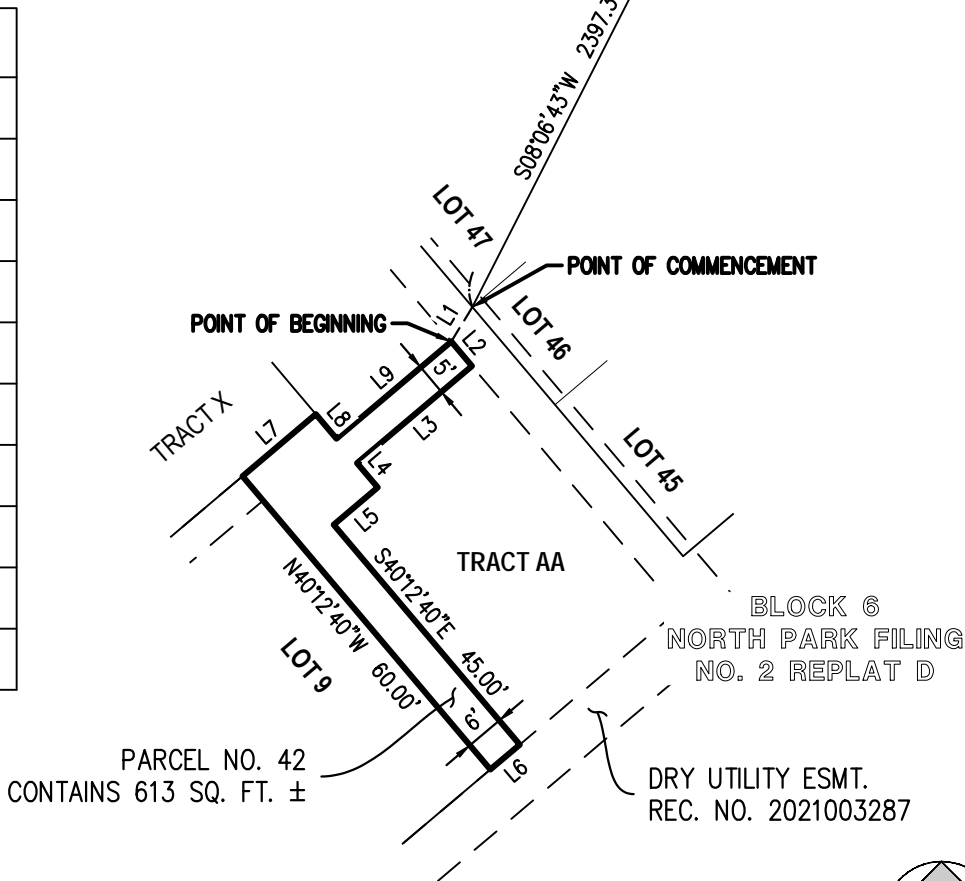 S08°06'43"W 2397.3
LOT 47
POINT OF COMMENCEMENT
L1
LOT 46
POINT OF BEGINNING
L2
L9
5'
TRACT X
L8
L7
L3
L4
LOT 45
L5
TRACT AA
S40°12'40"E 45.00'
N40°12'40"W 60.00'
BLOCK 6
NORTH PARK FILING
NO. 2 REPLAT D
LOT 9
6'
L6
PARCEL NO. 42
CONTAINS 613 SQ. FT. ±
DRY UTILITY ESMT.
REC. NO. 2021003287